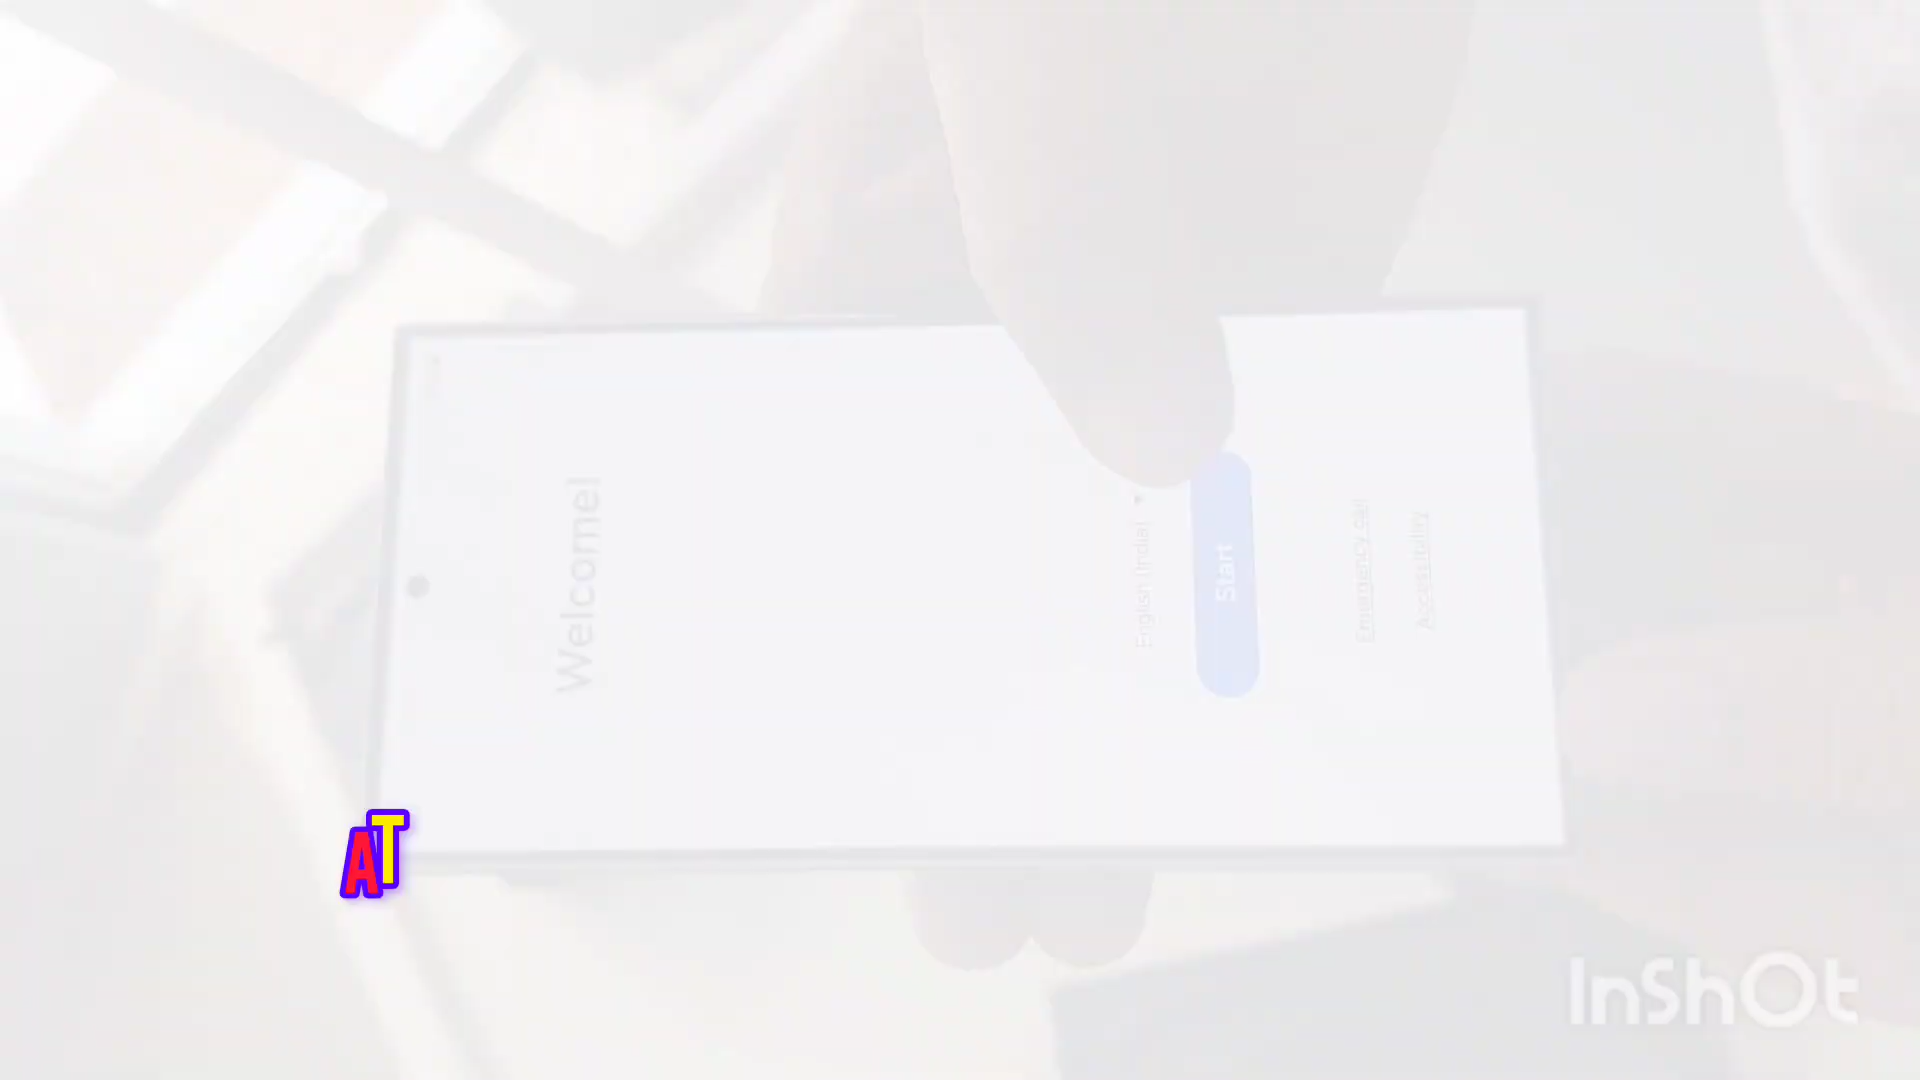 Welcome!
English (India)
Start
Emergency call
Accessibility
AT
InShOt